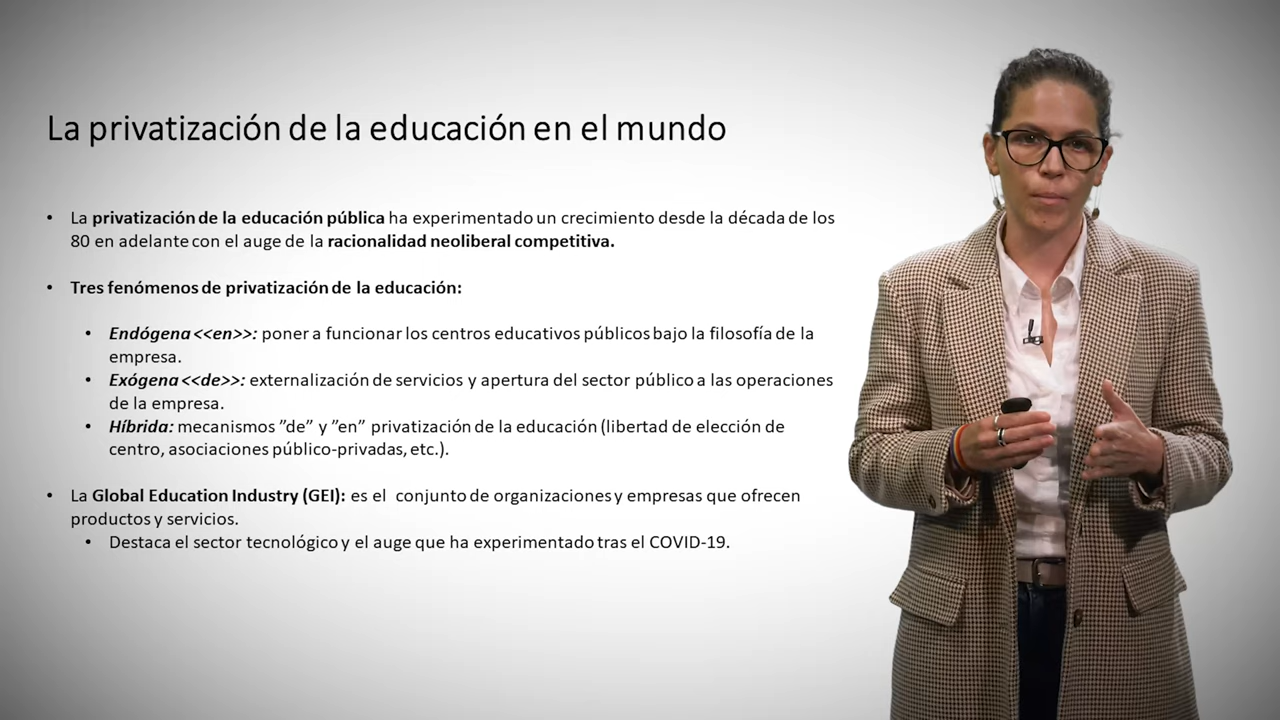 La privatización de la educación en el mundo
• La privatización de la educación pública ha experimentado un crecimiento desde la década de los
80 en adelante con el auge de la racionalidad neoliberal competitiva.
• Tres fenómenos de privatización de la educación:
• Endógena <<en>>: poner a funcionar los centros educativos públicos bajo la filosofía de la
empresa.
• Exógena <<de>>: externalización de servicios y apertura del sector público a las operaciones
de la empresa.
• Híbrida: mecanismos ”de” y ”en” privatización de la educación (libertad de elección de
centro, asociaciones público-privadas, etc.).
• La Global Education Industry (GEI): es el conjunto de organizaciones y empresas que ofrecen
productos y servicios.
• Destaca el sector tecnológico y el auge que ha experimentado tras el COVID-19.